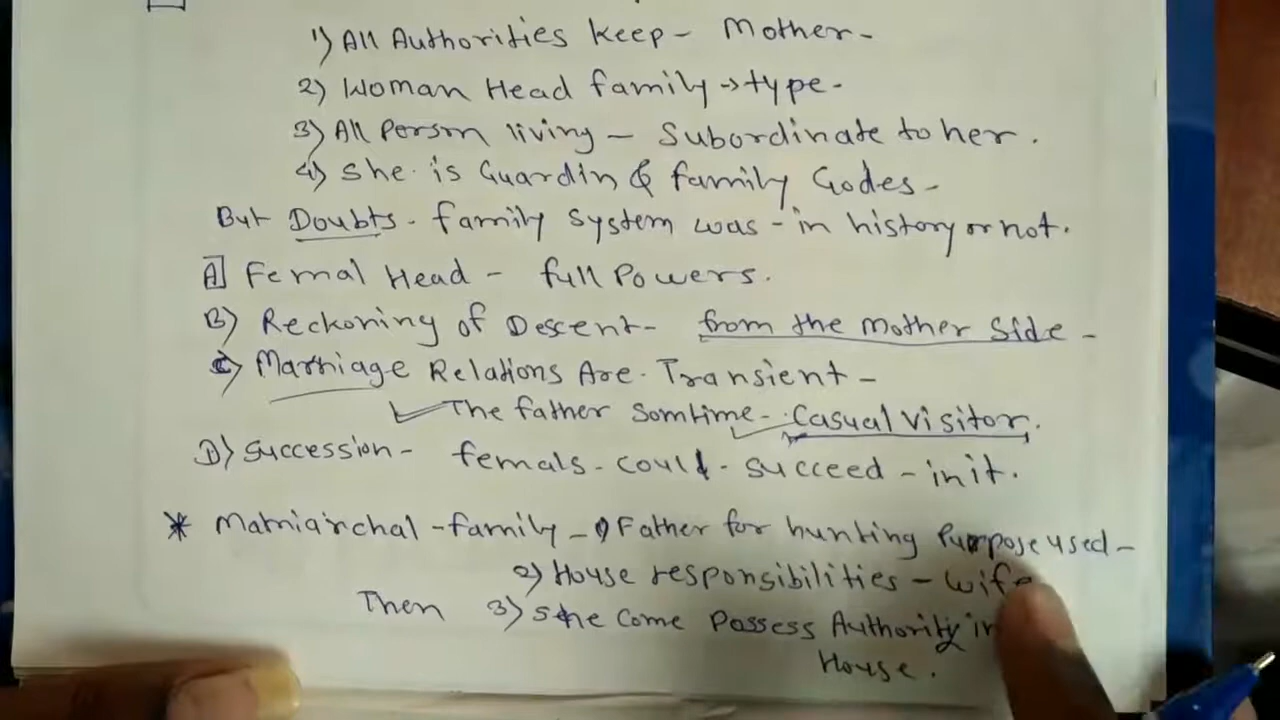 1) All Authorities keep - Mother -
2) Woman Head family → type -
3) All Person living - Subordinate to her .
4) She is Guardin & family Godes -
But Doubts - family system was - in history or not .
A] Femal Head - full Powers .
B) Reckoning of Descent - from the mother Side -
C) Marriage Relations Are - Transient -
The father Somtime - Casual Visitor .
D) Succession - femals - could - succeed - in it .
* Matriarchal - family - 1) Father for hunting Purpose used -
2) House responsibilities - wife
Then 3) She Come Possess Authority in
House .